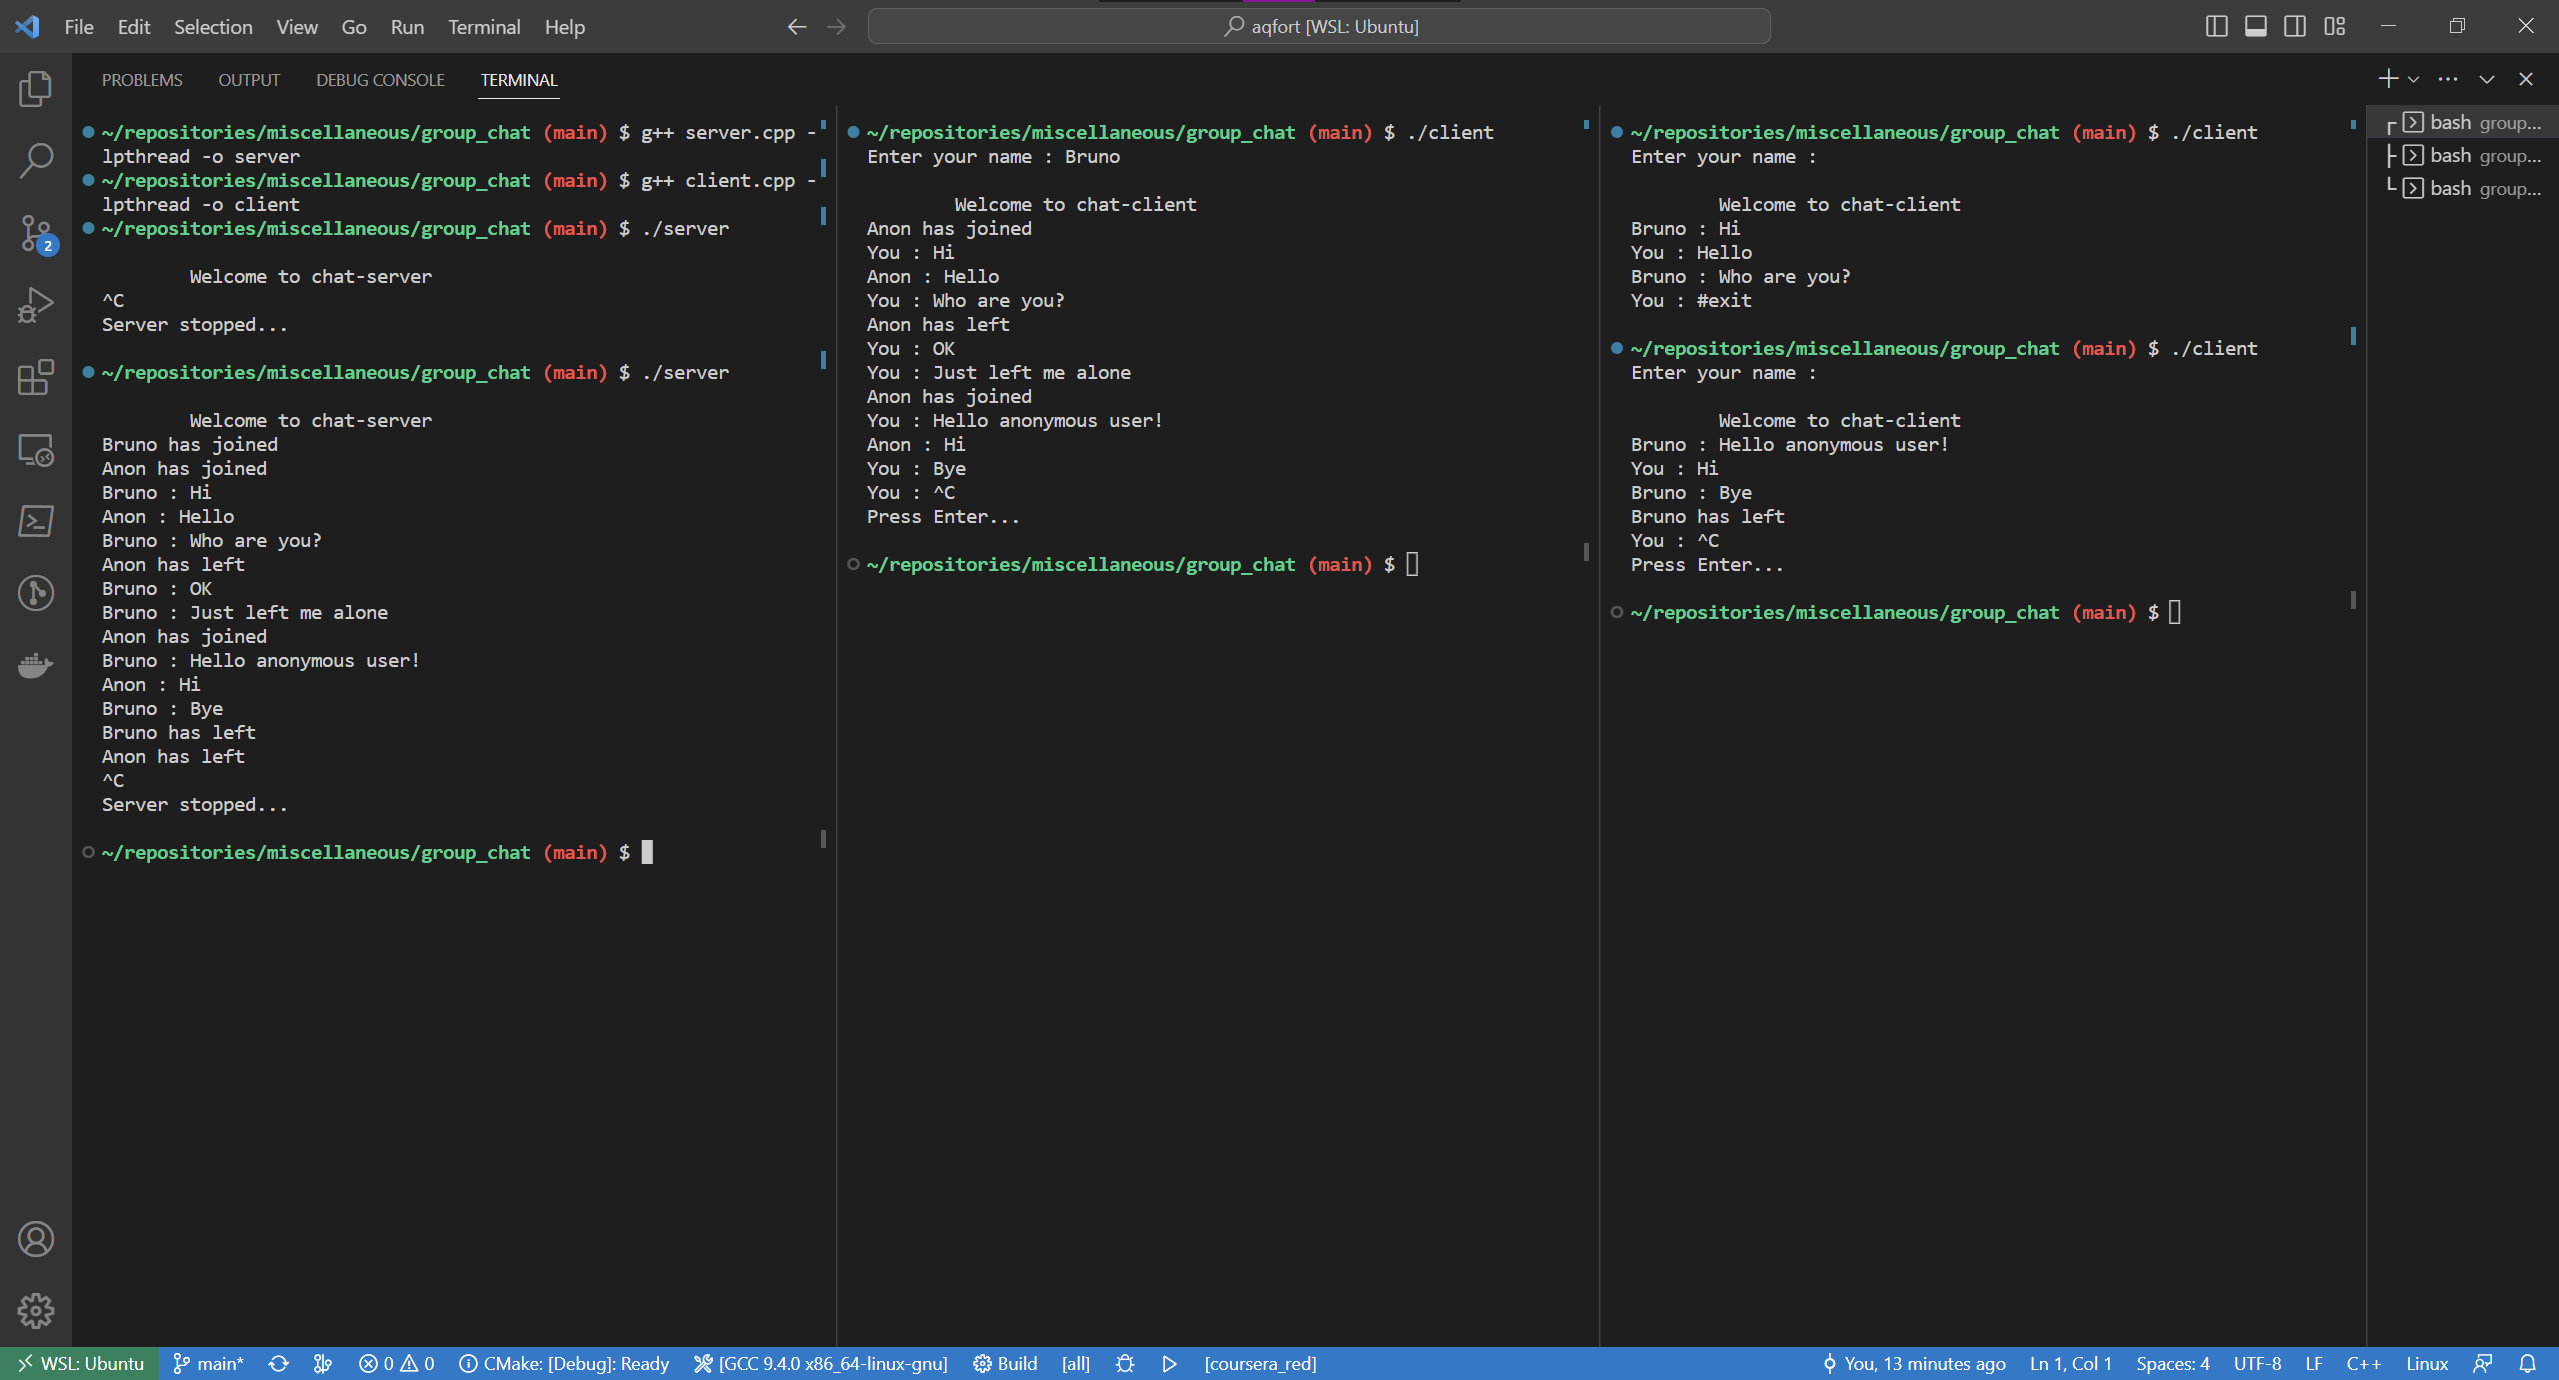 File Edit Selection View Go Run Terminal Help
aqfort [WSL: Ubuntu]
PROBLEMS OUTPUT DEBUG CONSOLE TERMINAL
~/repositories/miscellaneous/group_chat (main) $ g++ server.cpp -
lpthread -o server
~/repositories/miscellaneous/group_chat (main) $ g++ client.cpp -
lpthread -o client
~/repositories/miscellaneous/group_chat (main) $ ./server
Welcome to chat-server
^C
Server stopped...
~/repositories/miscellaneous/group_chat (main) $ ./server
Welcome to chat-server
Bruno has joined
Anon has joined
Bruno : Hi
Anon : Hello
Bruno : Who are you?
Anon has left
Bruno : OK
Bruno : Just left me alone
Anon has joined
Bruno : Hello anonymous user!
Anon : Hi
Bruno : Bye
Bruno has left
Anon has left
^C
Server stopped...
~/repositories/miscellaneous/group_chat (main) $
~/repositories/miscellaneous/group_chat (main) $ ./client
Enter your name : Bruno
Welcome to chat-client
Anon has joined
You : Hi
Anon : Hello
You : Who are you?
Anon has left
You : OK
You : Just left me alone
Anon has joined
You : Hello anonymous user!
Anon : Hi
You : Bye
You : ^C
Press Enter...
~/repositories/miscellaneous/group_chat (main) $
~/repositories/miscellaneous/group_chat (main) $ ./client
Enter your name :
Welcome to chat-client
Bruno : Hi
You : Hello
Bruno : Who are you?
You : #exit
~/repositories/miscellaneous/group_chat (main) $ ./client
Enter your name :
Welcome to chat-client
Bruno : Hello anonymous user!
You : Hi
Bruno : Bye
Bruno has left
You : ^C
Press Enter...
~/repositories/miscellaneous/group_chat (main) $
bash group...
bash group...
bash group...
2
WSL: Ubuntu main* 0 0 CMake: [Debug]: Ready [GCC 9.4.0 x86_64-linux-gnu] Build [all] [coursera_red] You, 13 minutes ago Ln 1, Col 1 Spaces: 4 UTF-8 LF C++ Linux